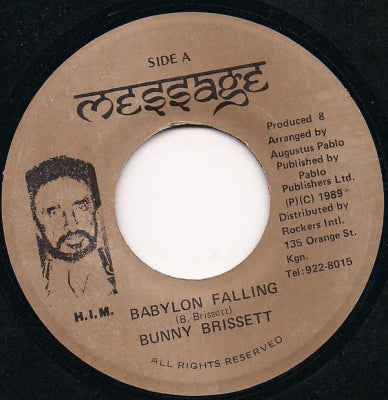 SIDE A
MESSAGE
Produced &
Arranged by
Augustus Pablo
Published by
Pablo
Publishers Ltd.
(P)(C) 1989
Distributed by
Rockers Intl.
135 Orange St.
Kgn.
Tel: 922-8015
H.I.M.
BABYLON FALLING
(B. Brissett)
BUNNY BRISSETT
ALL RIGHTS RESERVED